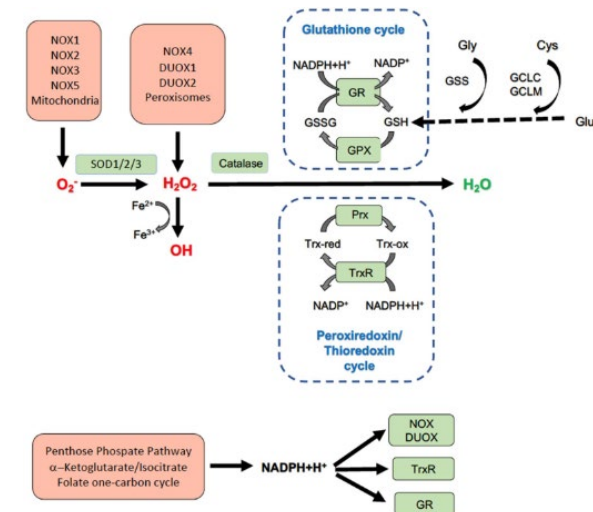 NOX1
NOX2
NOX3
NOX5
Mitochondria
NOX4
DUOX1
DUOX2
Peroxisomes
Glutathione cycle
NADPH+H⁺
NADP⁺
GR
GSSG
GSH
GPX
Gly
Cys
GSS
GCLC
GCLM
Glu
SOD1/2/3
Catalase
O₂⁻
H₂O₂
H₂O
Fe²⁺
Fe³⁺
OH
Prx
Trx-red
Trx-ox
TrxR
NADP⁺
NADPH+H⁺
Peroxiredoxin/
Thioredoxin
cycle
Penthose Phospate Pathway
α–Ketoglutarate/Isocitrate
Folate one-carbon cycle
NADPH+H⁺
NOX
DUOX
TrxR
GR